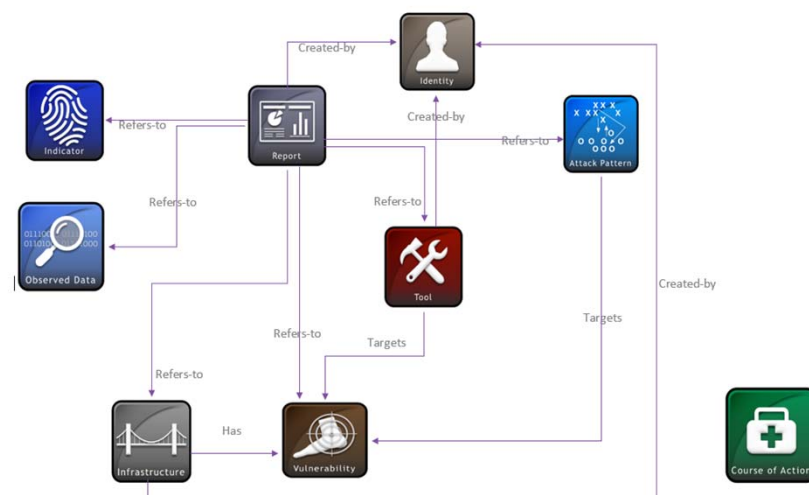 Created-by
Identity
Created-by
Refers-to
Indicator
Report
Refers-to
Attack Pattern
Refers-to
Refers-to
Observed Data
Tool
Created-by
Targets
Refers-to
Targets
Refers-to
Has
Infrastructure
Vulnerability
Course of Action